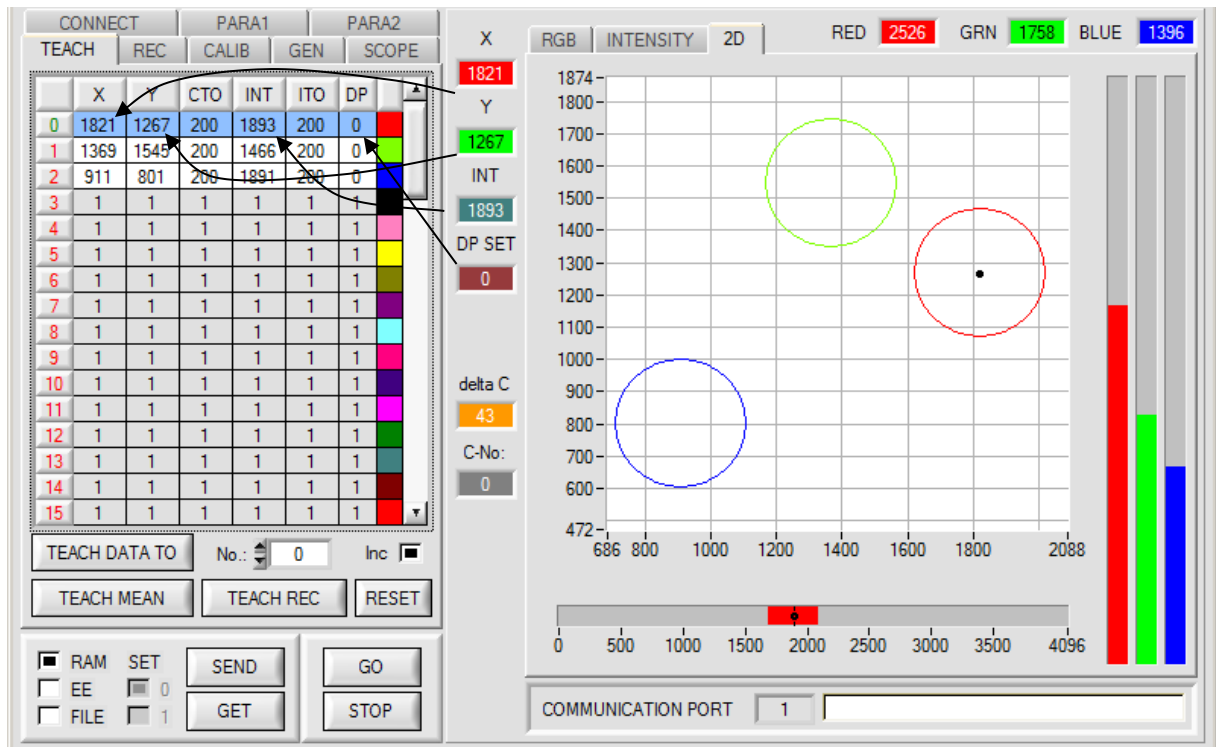 CONNECT PARA1 PARA2
TEACH REC CALIB GEN SCOPE
X Y CTO INT ITO DP
0 1821 1267 200 1893 200 0
1 1369 1545 200 1466 200 0
2 911 801 200 1891 200 0
3 1 1 1 1 1 1
4 1 1 1 1 1 1
5 1 1 1 1 1 1
6 1 1 1 1 1 1
7 1 1 1 1 1 1
8 1 1 1 1 1 1
9 1 1 1 1 1 1
10 1 1 1 1 1 1
11 1 1 1 1 1 1
12 1 1 1 1 1 1
13 1 1 1 1 1 1
14 1 1 1 1 1 1
15 1 1 1 1 1 1
TEACH DATA TO No.: 0 Inc
TEACH MEAN TEACH REC RESET
RAM SET SEND GO
EE 0
FILE 1 GET STOP
X
1821
Y
1267
INT
1893
DP SET
0
delta C
43
C-No:
0
RGB INTENSITY 2D RED 2526 GRN 1758 BLUE 1396
1874
1800
1700
1600
1500
1400
1300
1200
1100
1000
900
800
700
600
472
686 800 1000 1200 1400 1600 1800 2088
0 500 1000 1500 2000 2500 3000 3500 4096
COMMUNICATION PORT 1